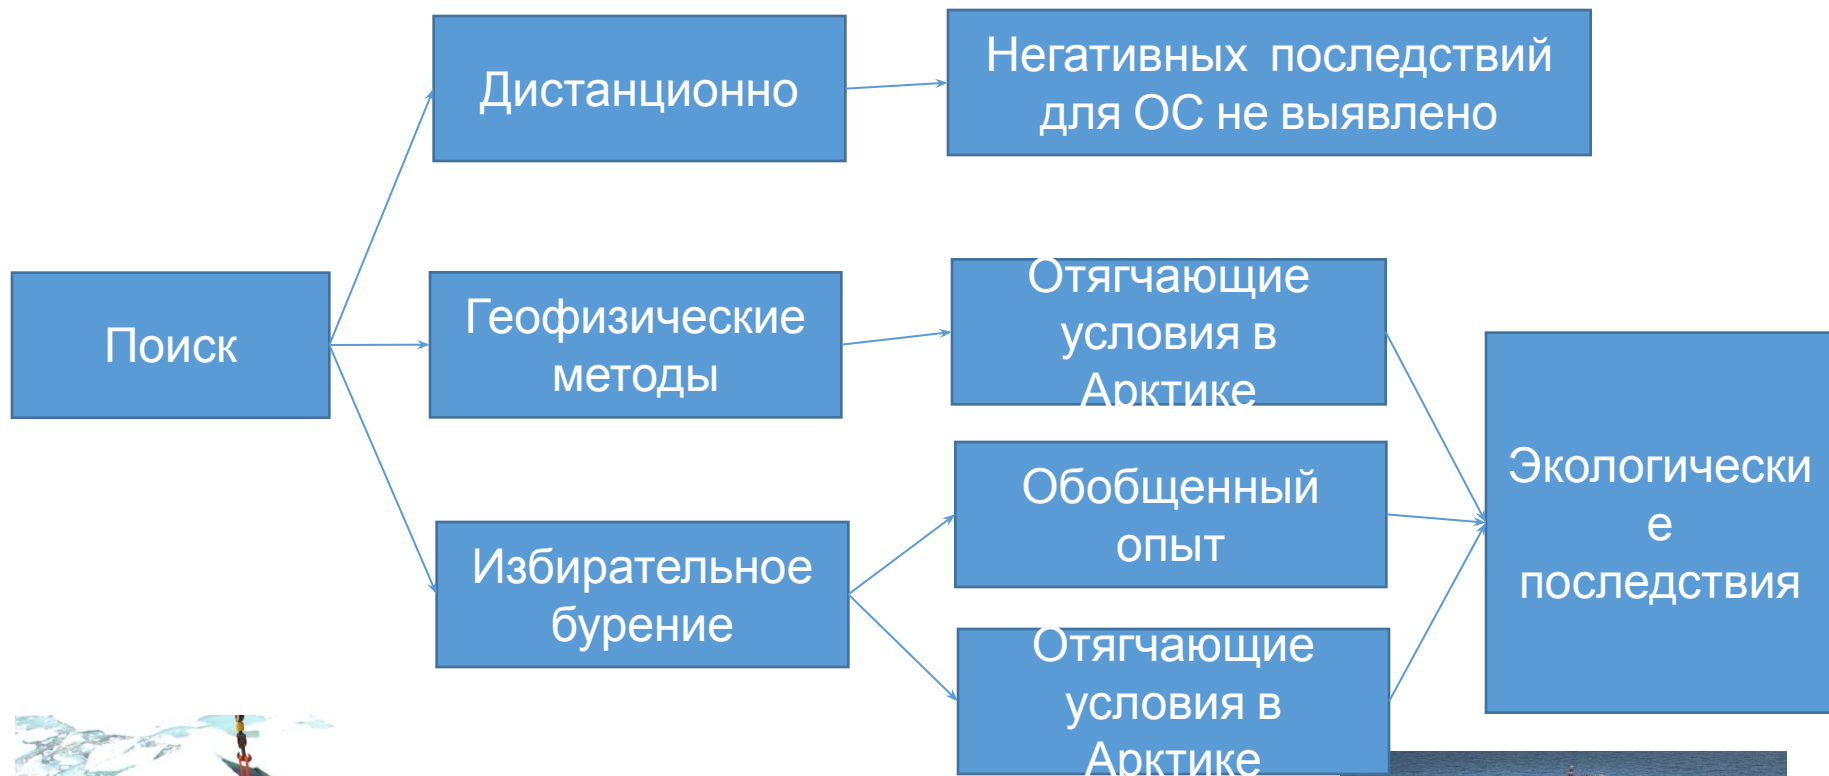 Дистанционно
Негативных последствий
для ОС не выявлено
Поиск
Геофизические
методы
Отягчающие
условия в
Арктике
Избирательное
бурение
Обобщенный
опыт
Отягчающие
условия в
Арктике
Экологически
е
последствия